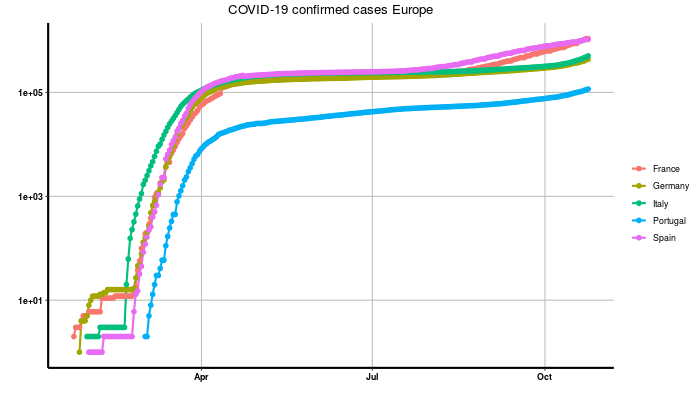 COVID-19 confirmed cases Europe
1e+05
1e+03
1e+01
Apr
Jul
Oct
France
Germany
Italy
Portugal
Spain